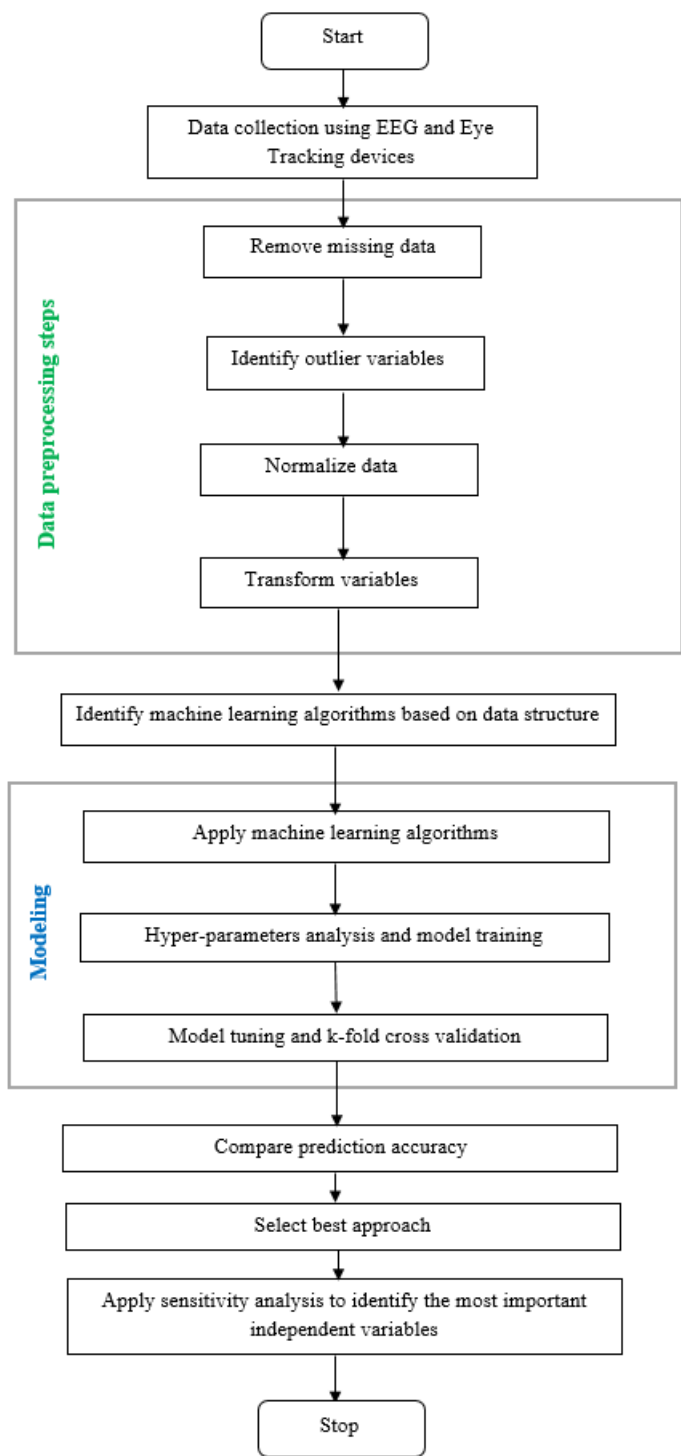 Start
Data collection using EEG and Eye
Tracking devices
Data preprocessing steps
Remove missing data
Identify outlier variables
Normalize data
Transform variables
Identify machine learning algorithms based on data structure
Modeling
Apply machine learning algorithms
Hyper-parameters analysis and model training
Model tuning and k-fold cross validation
Compare prediction accuracy
Select best approach
Apply sensitivity analysis to identify the most important
independent variables
Stop